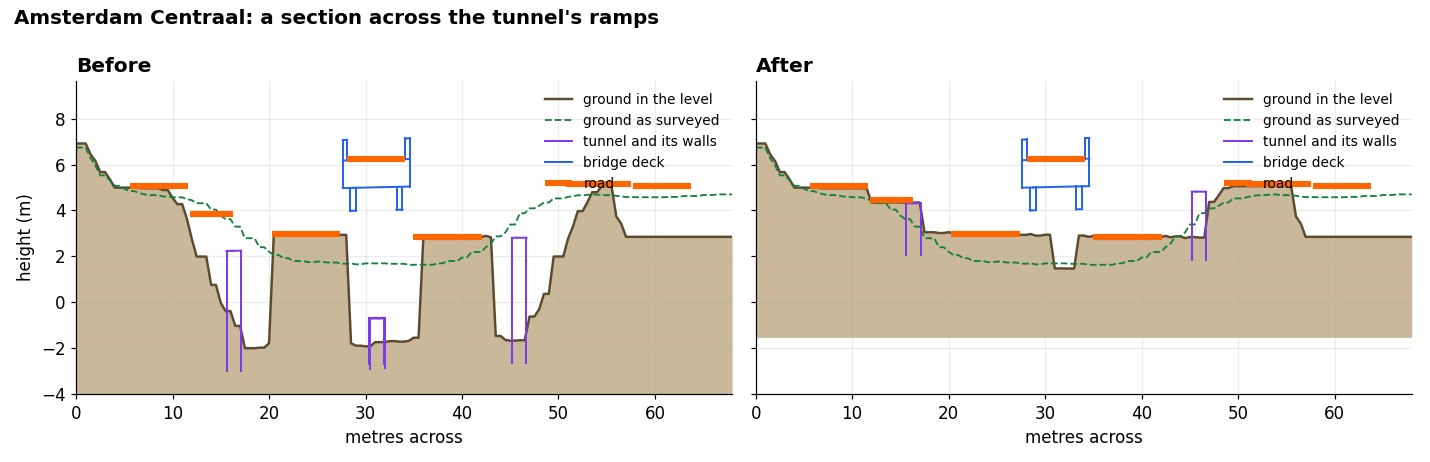 Amsterdam Centraal: a section across the tunnel's ramps
Before
height (m)
8
6
4
2
0
−2
−4
0 10 20 30 40 50 60
metres across
ground in the level
ground as surveyed
tunnel and its walls
bridge deck
road
After
0 10 20 30 40 50 60
metres across
ground in the level
ground as surveyed
tunnel and its walls
bridge deck
road